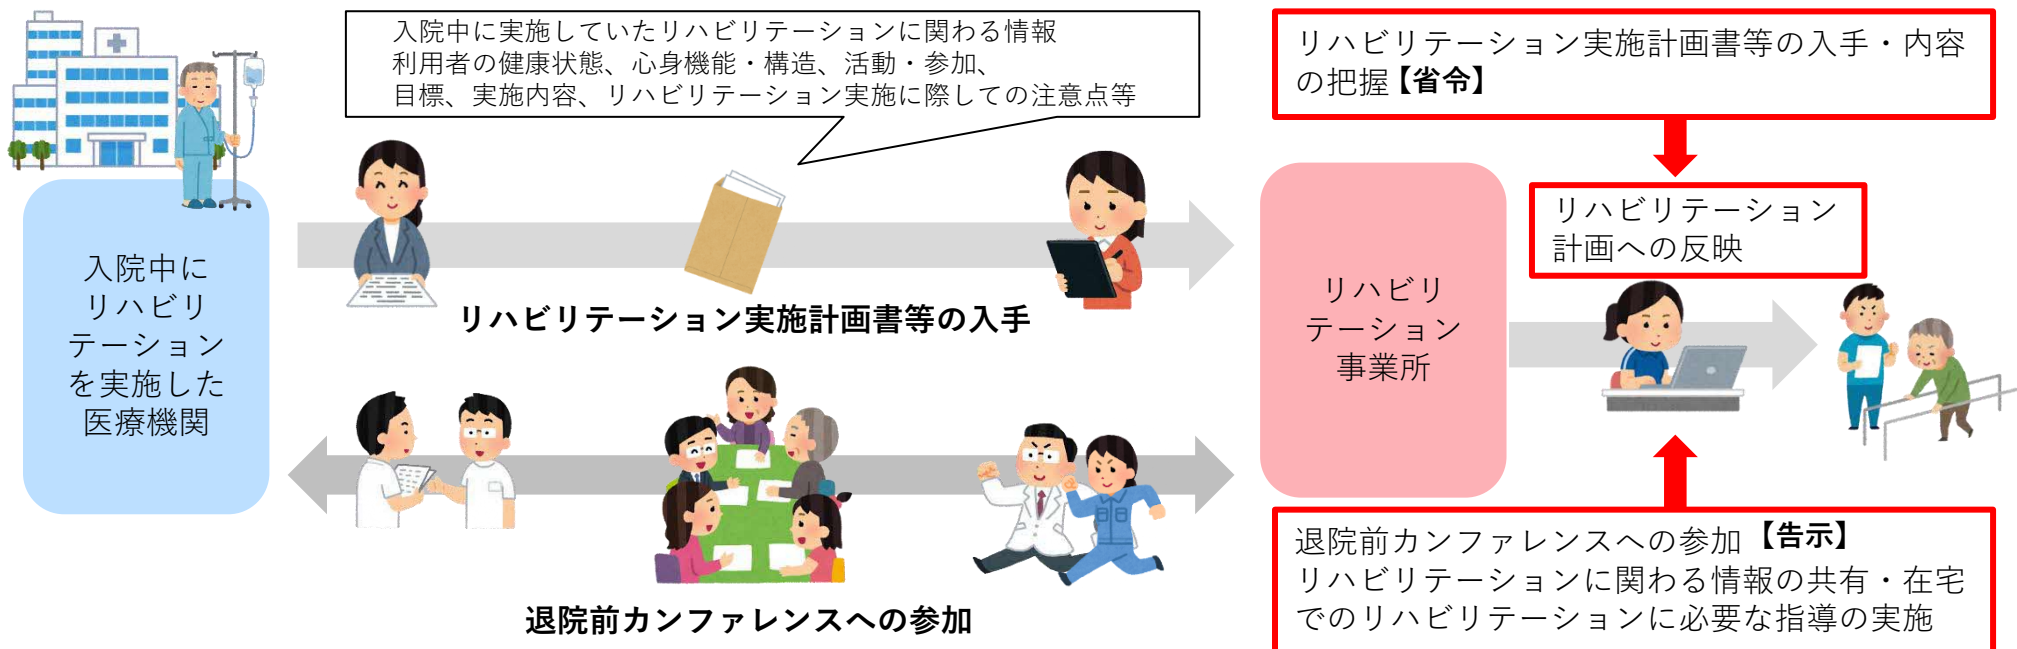 入院中に実施していたリハビリテーションに関わる情報
利用者の健康状態、心身機能・構造、活動・参加、
目標、実施内容、リハビリテーション実施に際しての注意点等
リハビリテーション実施計画書等の入手・内容
の把握【省令】
入院中に
リハビリ
テーション
を実施した
医療機関
リハビリテーション実施計画書等の入手
リハビリ
テーション
事業所
リハビリテーション
計画への反映
退院前カンファレンスへの参加
退院前カンファレンスへの参加【告示】
リハビリテーションに関わる情報の共有・在宅
でのリハビリテーションに必要な指導の実施